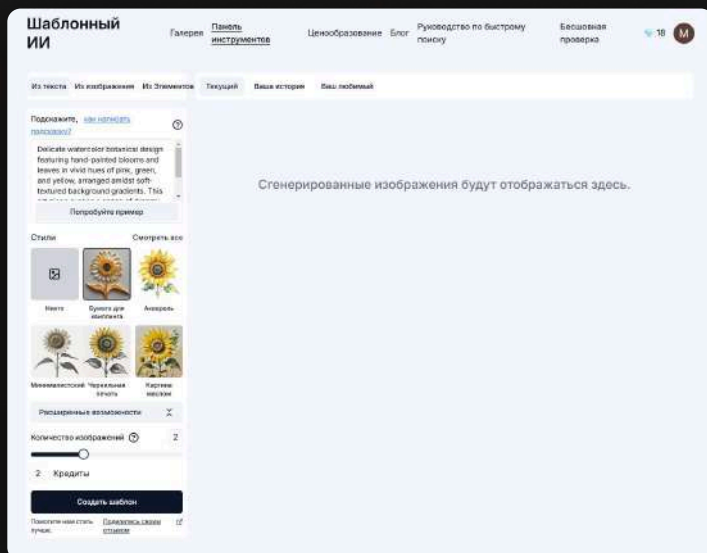 Шаблонный
ИИ
Галерея
Панель
инструментов
Ценообразование
Блог
Руководство по быстрому
поиску
Бесшовная
проверка
18
M
Из текста
Из изображения
Из Элементов
Текущий
Ваша история
Ваш любимый
Подскажите, как написать
подсказку?
Delicate watercolor botanical design
featuring hand-painted blooms and
leaves in vivid hues of pink, green,
and yellow, arranged amidst soft-
textured background gradients. This
Попробуйте пример
Сгенерированные изображения будут отображаться здесь.
Стили
Смотреть все
Никто
Бумага для
Акварель
Минималистский
Чернильная
печать
Картина
маслом
Расширенные возможности
Количество изображений
2
2 Кредиты
Создать шаблон
Помогите нам стать
лучше.
Поделитесь своим
отзывом